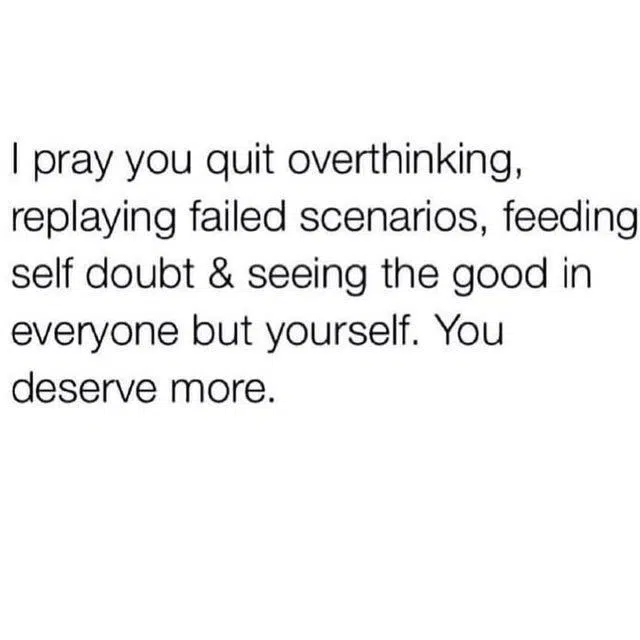 I pray you quit overthinking,
replaying failed scenarios, feeding
self doubt & seeing the good in
everyone but yourself. You
deserve more.